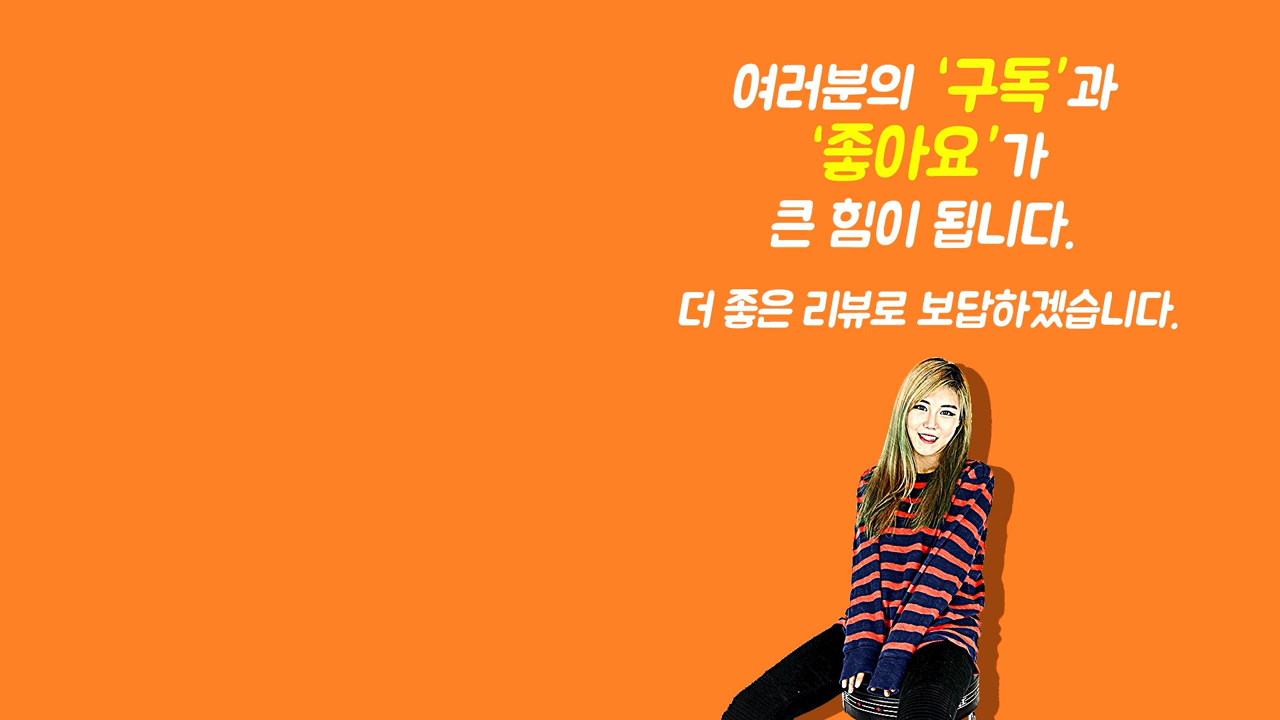 여러분의 '구독'과
'좋아요'가
큰 힘이 됩니다.
더 좋은 리뷰로 보답하겠습니다.